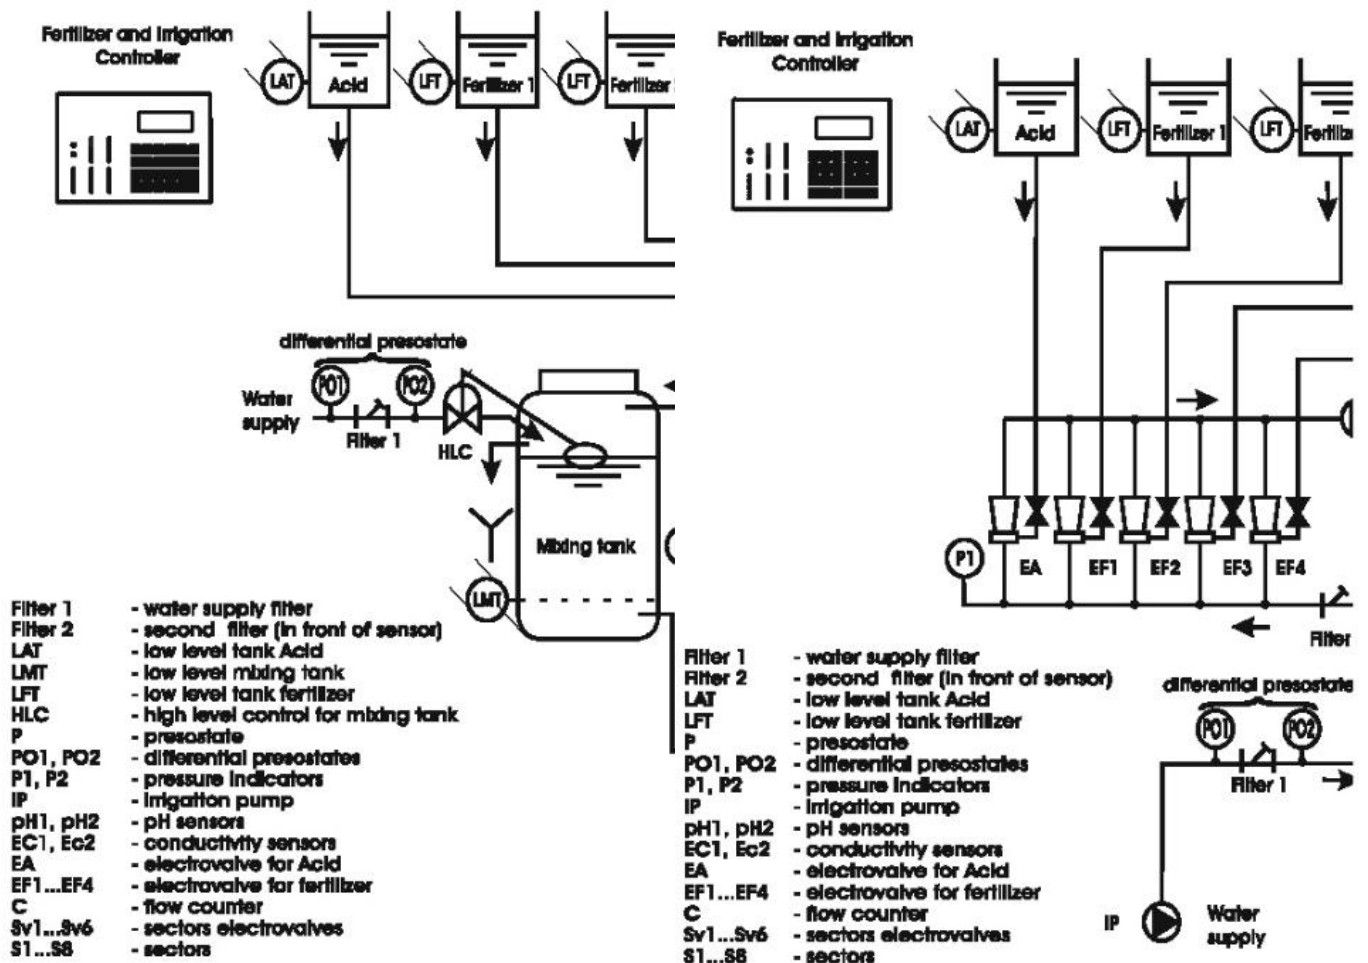 Fertilizer and Irrigation
Controller
LAT
Acid
LFT
Fertilizer 1
LFT
Fertilizer
differential presostate
PO1
PO2
Water
supply
Filter 1
HLC
Mixing tank
LMT
Filter 1 - water supply filter
Filter 2 - second filter (in front of sensor)
LAT - low level tank Acid
LMT - low level mixing tank
LFT - low level tank fertilizer
HLC - high level control for mixing tank
P - presostate
PO1, PO2 - differential presostates
P1, P2 - pressure indicators
IP - irrigation pump
pH1, pH2 - pH sensors
EC1, Ec2 - conductivity sensors
EA - electrovalve for Acid
EF1...EF4 - electrovalve for fertilizer
C - flow counter
Sv1...Sv6 - sectors electrovalves
S1...S8 - sectors
Fertilizer and Irrigation
Controller
LAT
Acid
LFT
Fertilizer 1
LFT
P1
EA
EF1
EF2
EF3
EF4
Filter
Filter 1 - water supply filter
Filter 2 - second filter (in front of sensor)
LAT - low level tank Acid
LFT - low level tank fertilizer
P - presostate
PO1, PO2 - differential presostates
P1, P2 - pressure indicators
IP - irrigation pump
pH1, pH2 - pH sensors
EC1, Ec2 - conductivity sensors
EA - electrovalve for Acid
EF1...EF4 - electrovalve for fertilizer
C - flow counter
Sv1...Sv6 - sectors electrovalves
S1...S8 - sectors
differential presostate
PO1
PO2
Filter 1
IP
Water
supply